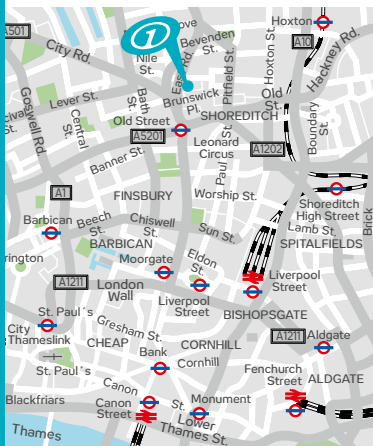 ove
Hoxton
A501
Bevenden
St.
City Rd.
Nile
St.
East Rd.
Pitfield St.
Hoxton St.
A10
Hackney Rd.
1
Lever St.
Bath
St.
Brunswick
Pl.
Old
St.
Goswell Rd.
Central
St.
Old Street
SHOREDITCH
Boundary
St.
A5201
Leonard
Circus
Banner St.
Paul St.
A1202
A1
FINSBURY
Worship St.
Shoreditch
High Street
Barbican
Beech
St.
Chiswell
St.
Sun St.
Lamb St.
Brick
BARBICAN
SPITALFIELDS
rington
Moorgate
Eldon
St.
A1211
London
Wall
Liverpool
Street
Liverpool
Street
St. Paul´s
BISHOPSGATE
City
Thameslink
Gresham St.
A1211
Aldgate
CHEAP
CORNHILL
Bank
Cornhill
St. Paul´s
Fenchurch
Street
ALDGATE
Blackfriars
Canon
St.
Monument
Canon
Street
Lower
Thames St.
Thames